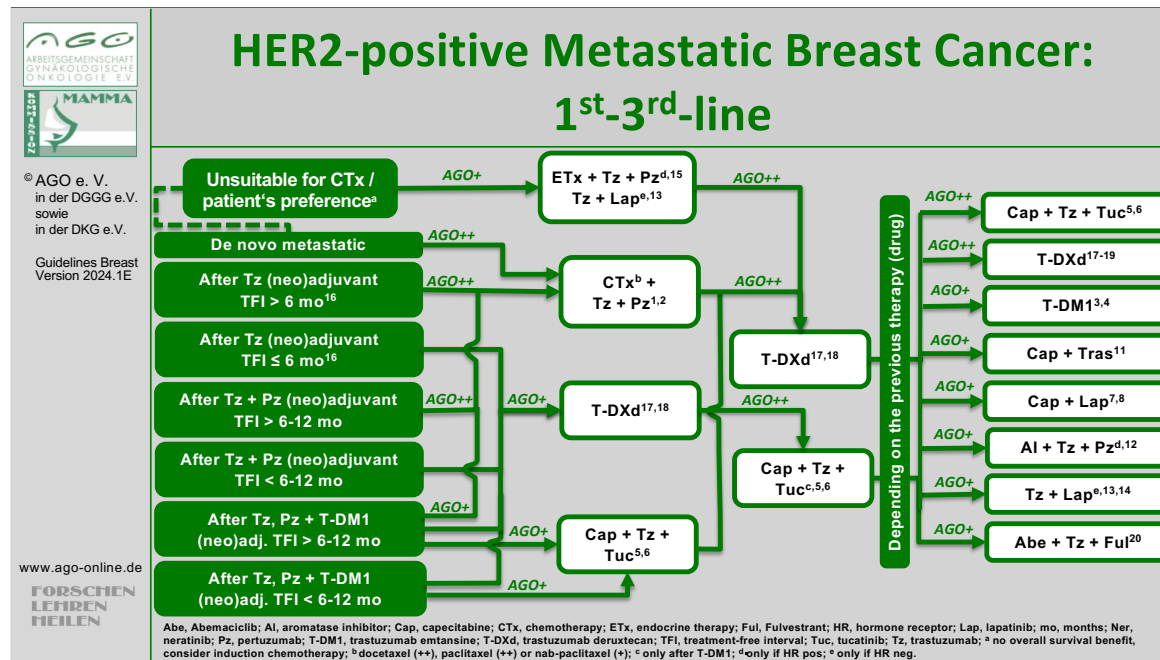 AGO
ARBEITSGEMEINSCHAFT
GYNÄKOLOGISCHE
ONKOLOGIE E.V.
KOMMISSION
MAMMA
© AGO e. V.
in der DGGG e.V.
sowie
in der DKG e.V.
Guidelines Breast
Version 2024.1E
www.ago-online.de
FORSCHEN
LEHREN
HEILEN
HER2-positive Metastatic Breast Cancer:
1st-3rd-line
Unsuitable for CTx /
patient's preferencea
De novo metastatic
After Tz (neo)adjuvant
TFI > 6 mo16
After Tz (neo)adjuvant
TFI ≤ 6 mo16
After Tz + Pz (neo)adjuvant
TFI > 6-12 mo
After Tz + Pz (neo)adjuvant
TFI < 6-12 mo
After Tz, Pz + T-DM1
(neo)adj. TFI > 6-12 mo
After Tz, Pz + T-DM1
(neo)adj. TFI < 6-12 mo
AGO+
AGO++
AGO++
AGO++
AGO+
AGO+
AGO+
AGO+
ETx + Tz + Pzd,15
Tz + Lape,13
CTxb +
Tz + Pz1,2
T-DXd17,18
Cap + Tz +
Tuc5,6
AGO++
AGO++
AGO++
T-DXd17,18
Cap + Tz +
Tucc,5,6
Depending on the previous therapy (drug)
AGO++
Cap + Tz + Tuc5,6
AGO++
T-DXd17-19
AGO+
T-DM13,4
AGO+
Cap + Tras11
AGO+
Cap + Lap7,8
AGO+
AI + Tz + Pzd,12
AGO+
Tz + Lape,13,14
AGO+
Abe + Tz + Ful20
Abe, Abemaciclib; AI, aromatase inhibitor; Cap, capecitabine; CTx, chemotherapy; ETx, endocrine therapy; Ful, Fulvestrant; HR, hormone receptor; Lap, lapatinib; mo, months; Ner,
neratinib; Pz, pertuzumab; T-DM1, trastuzumab emtansine; T-DXd, trastuzumab deruxtecan; TFI, treatment-free interval; Tuc, tucatinib; Tz, trastuzumab; a no overall survival benefit,
consider induction chemotherapy; b docetaxel (++), paclitaxel (++) or nab-paclitaxel (+); c only after T-DM1; d only if HR pos; e only if HR neg.